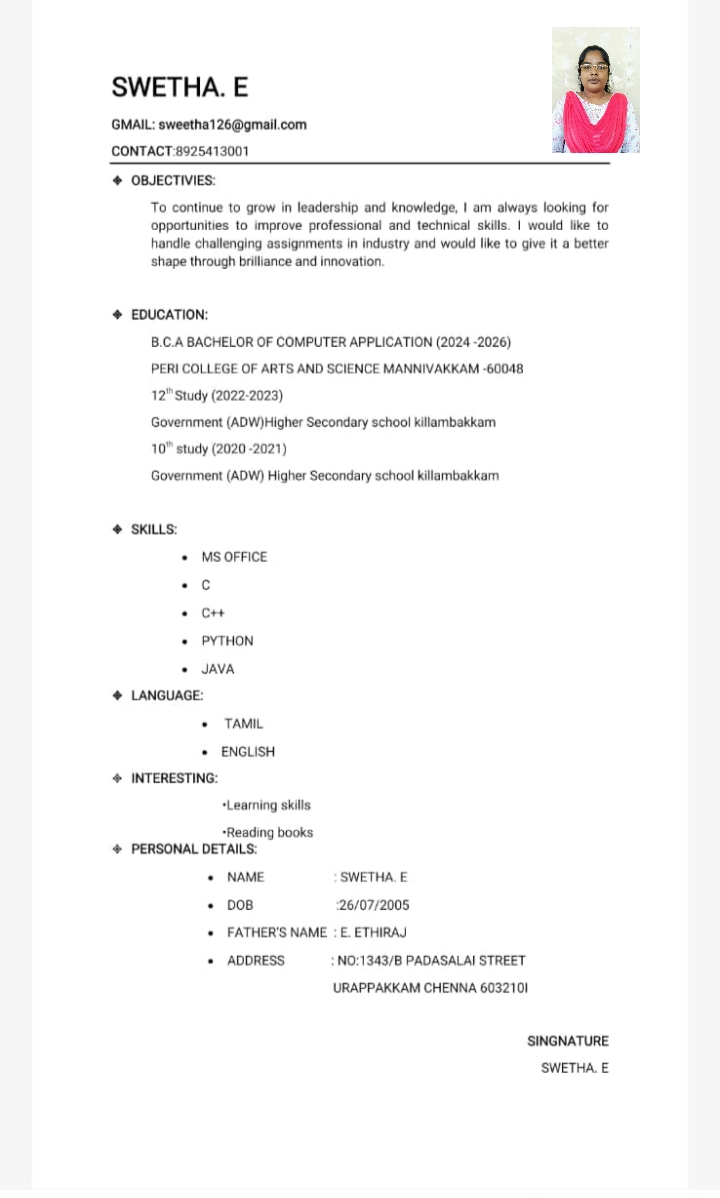 SWETHA. E
GMAIL: sweetha126@gmail.com
CONTACT:8925413001
❖ OBJECTIVIES:
To continue to grow in leadership and knowledge, I am always looking for
opportunities to improve professional and technical skills. I would like to
handle challenging assignments in industry and would like to give it a better
shape through brilliance and innovation.
❖ EDUCATION:
B.C.A BACHELOR OF COMPUTER APPLICATION (2024 -2026)
PERI COLLEGE OF ARTS AND SCIENCE MANNIVAKKAM -60048
12th Study (2022-2023)
Government (ADW)Higher Secondary school killambakkam
10th study (2020 -2021)
Government (ADW) Higher Secondary school killambakkam
❖ SKILLS:
• MS OFFICE
• C
• C++
• PYTHON
• JAVA
❖ LANGUAGE:
• TAMIL
• ENGLISH
❖ INTERESTING:
•Learning skills
•Reading books
❖ PERSONAL DETAILS:
• NAME : SWETHA. E
• DOB :26/07/2005
• FATHER'S NAME : E. ETHIRAJ
• ADDRESS : NO:1343/B PADASALAI STREET
URAPPAKKAM CHENNA 603210I
SINGNATURE
SWETHA. E